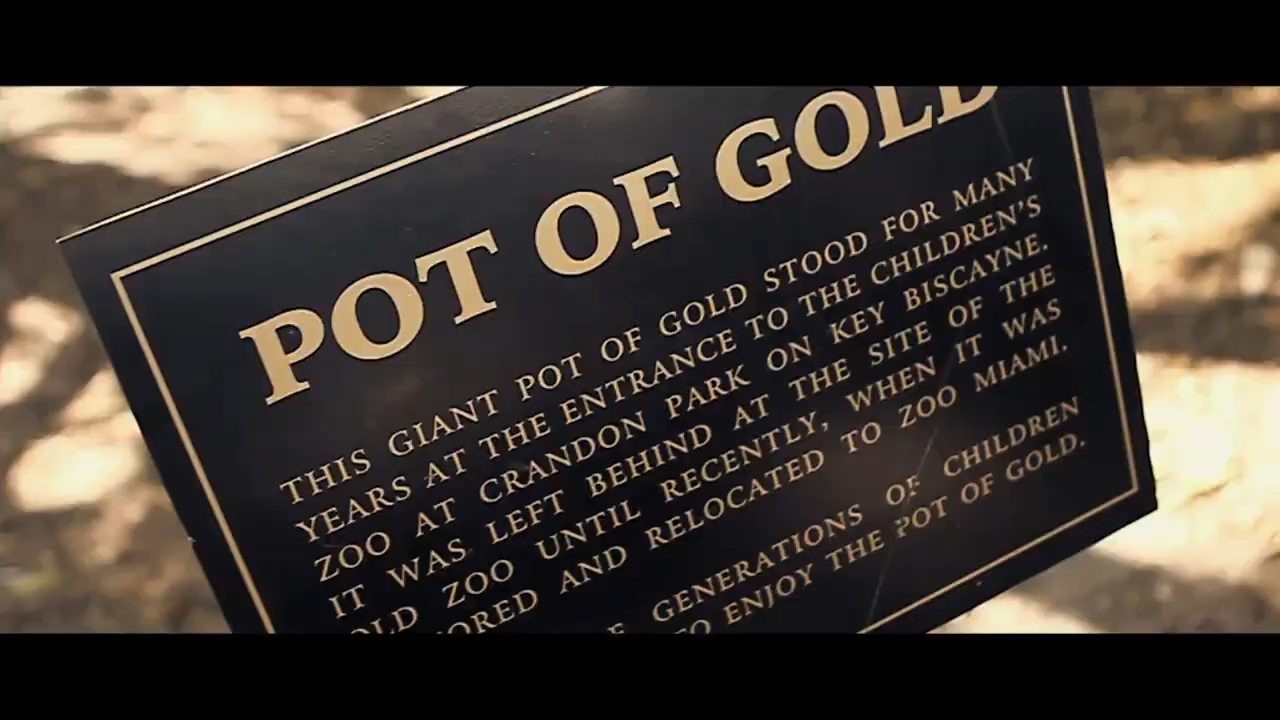 POT OF GOLD
THIS GIANT POT OF GOLD STOOD FOR MANY
YEARS AT THE ENTRANCE TO THE CHILDREN'S
ZOO AT CRANDON PARK ON KEY BISCAYNE.
IT WAS LEFT BEHIND AT THE SITE OF THE
OLD ZOO UNTIL RECENTLY, WHEN IT WAS
AND RELOCATED TO ZOO MIAMI.
GENERATIONS OF CHILDREN
TO ENJOY THE POT OF GOLD.